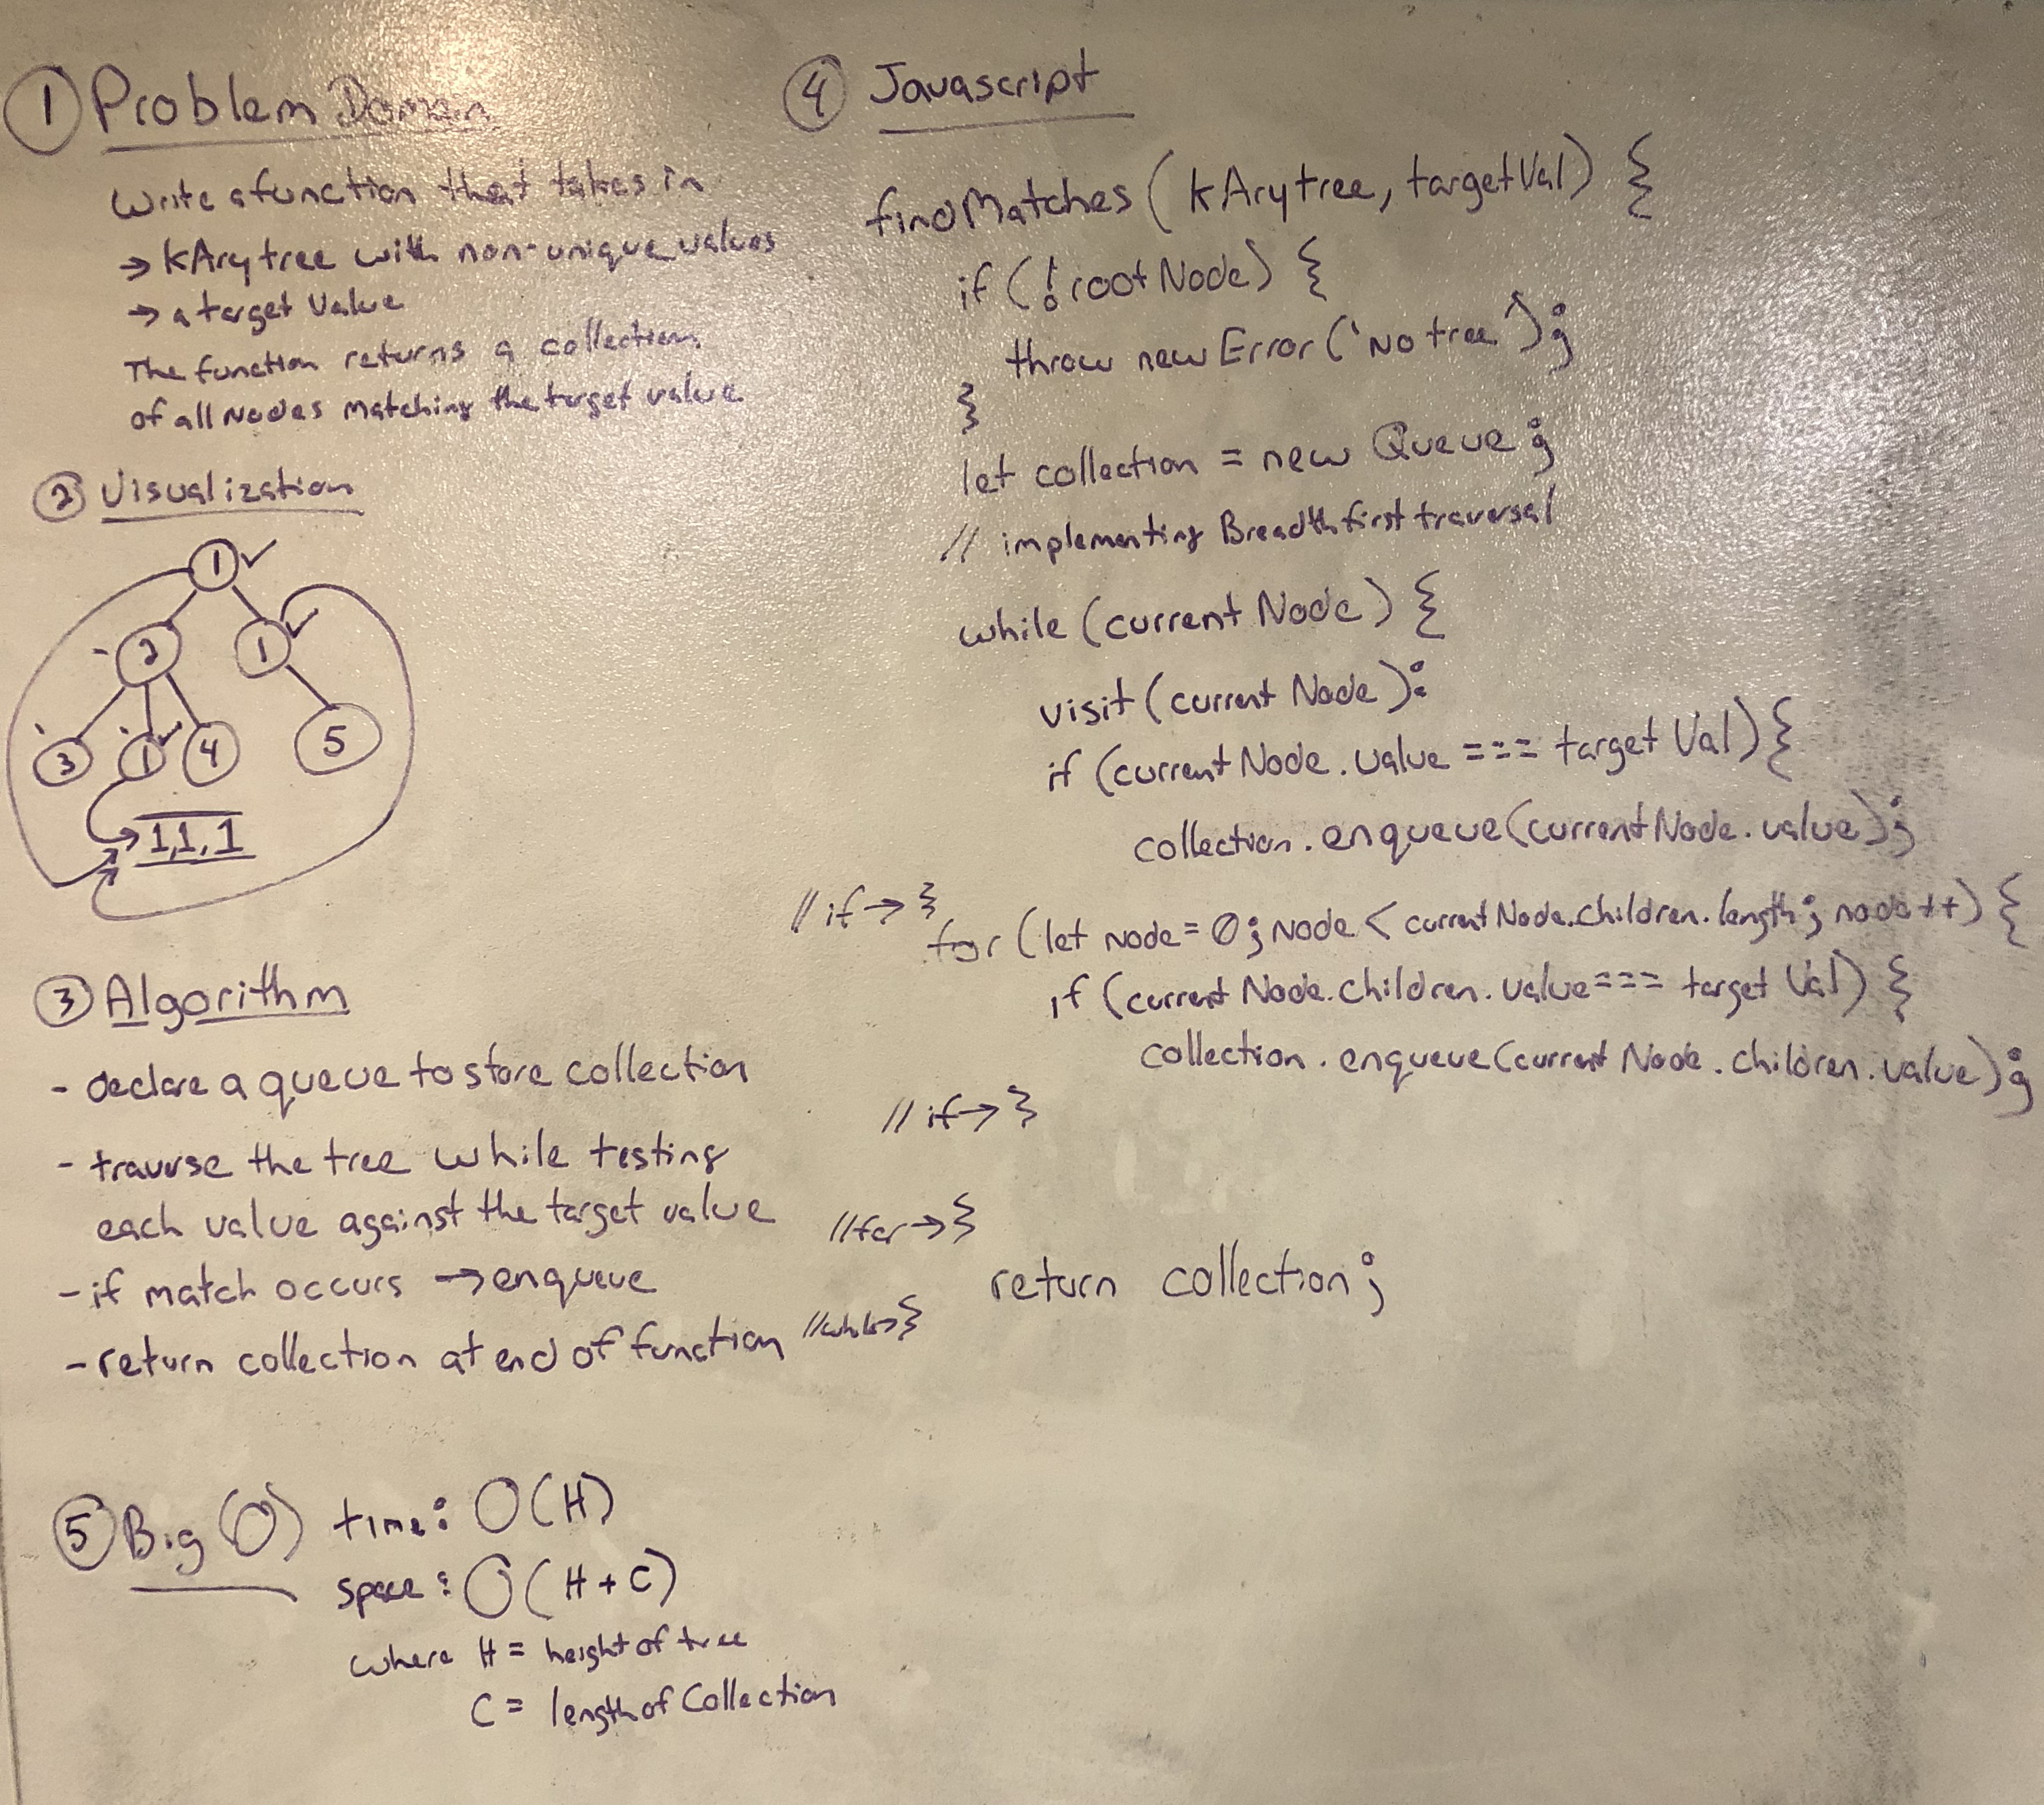 ① Problem Domain
Write a function that takes in
→ kArytree with non-unique values
→ a target Value
The function returns a collection
of all Nodes matching the target value
② Visualization
1
2 1
3 1 4 5
1,1,1
③ Algorithm
- declare a queue to store collection
- traverse the tree while testing
each value against the target value
- if match occurs → enqueue
- return collection at end of function
④ Javascript
findMatches(kArytree, targetVal) {
if (!rootNode) {
throw new Error('No tree');
}
let collection = new Queue;
// implementing Breadth first traversal
while (current Node) {
visit (current Node);
if (current Node.value === target Val){
collection.enqueue(currentNode.value);
// if → }
for (let node = 0; node < currentNode.children.length; node++) {
if (current Node.children.value === target Val) {
collection.enqueue(current Node.children.value);
// if → }
// for → }
return collection;
// while → }
⑤ Big (O) time: O(H)
space: O(H + C)
where H = height of tree
C = length of Collection